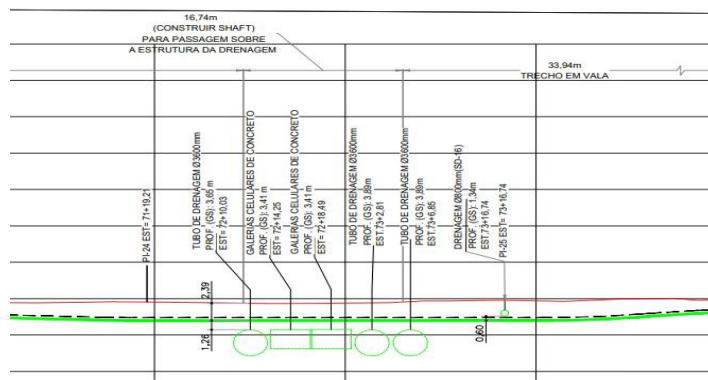 16,74m
(CONSTRUIR SHAFT)
PARA PASSAGEM SOBRE
A ESTRUTURA DA DRENAGEM
33,94m
TRECHO EM VALA
PI-24 EST= 71+19,21
TUBO DE DRENAGEM Ø3600mm
PROF. (GS): 3,65 m
EST= 72+10,03
GALERIAS CELULARES DE CONCRETO
PROF. (GS): 3,41 m
EST= 72+14,25
GALERIAS CELULARES DE CONCRETO
PROF. (GS): 3,41 m
EST= 72+18,49
TUBO DE DRENAGEM Ø3600mm
PROF. (GS): 3,89m
EST.73+2,81
TUBO DE DRENAGEM Ø3600mm
PROF. (GS): 3,89m
EST.73+6,85
DRENAGEM Ø800mm(SD-16)
PROF. (GS):1,34m
EST.73+16,74
PI-25 EST= 73+16,74
2,39
1,26
0,60